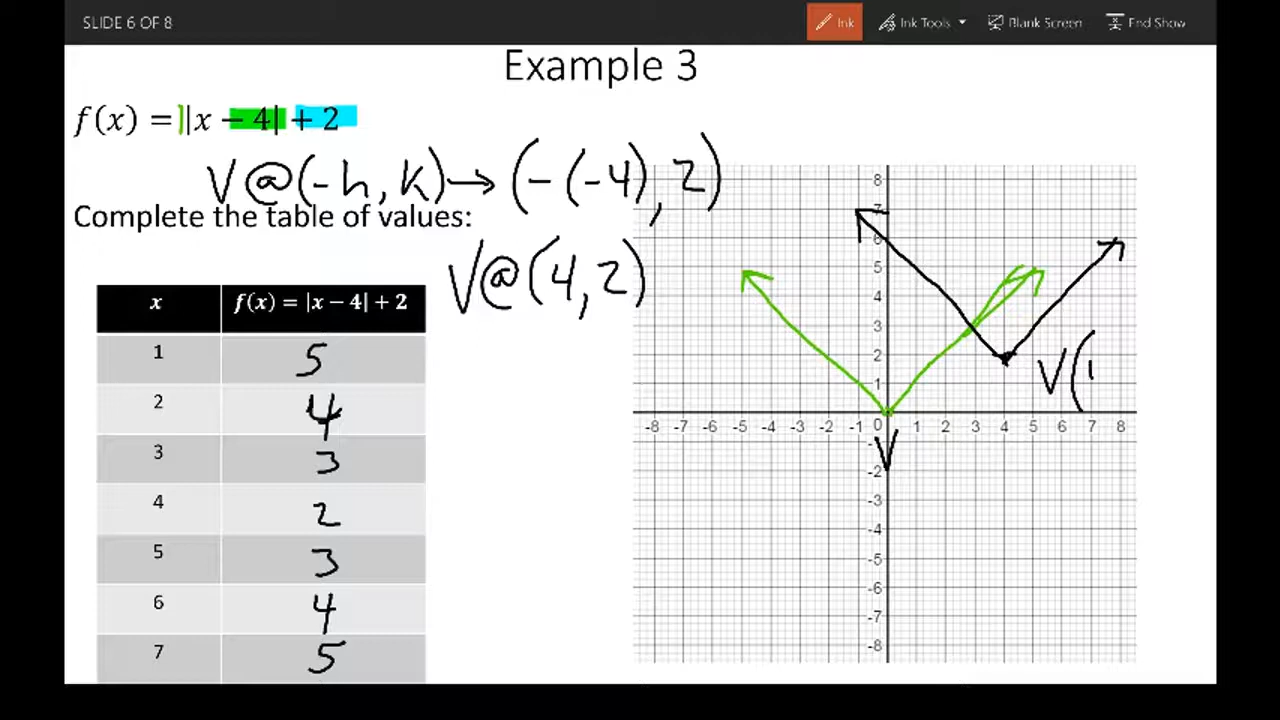 SLIDE 6 OF 8 Ink Ink Tools Blank Screen End Show
Example 3
f(x) = ||x − 4| + 2
V@(-h, k) → (-(-4), 2)
Complete the table of values:
V@(4, 2)
x f(x) = |x − 4| + 2
1 5
2 4
3 3
4 2
5 3
6 4
7 5
8
7
6
5
4
3
2
1
V(1
-8 -7 -6 -5 -4 -3 -2 -1 0 1 2 3 4 5 6 7 8
V
-2
-3
-4
-5
-6
-7
-8